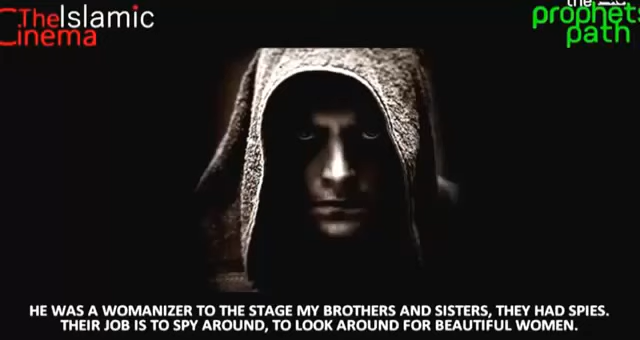 TheIslamic
Cinema
the
prophets
path
HE WAS A WOMANIZER TO THE STAGE MY BROTHERS AND SISTERS, THEY HAD SPIES.
THEIR JOB IS TO SPY AROUND, TO LOOK AROUND FOR BEAUTIFUL WOMEN.